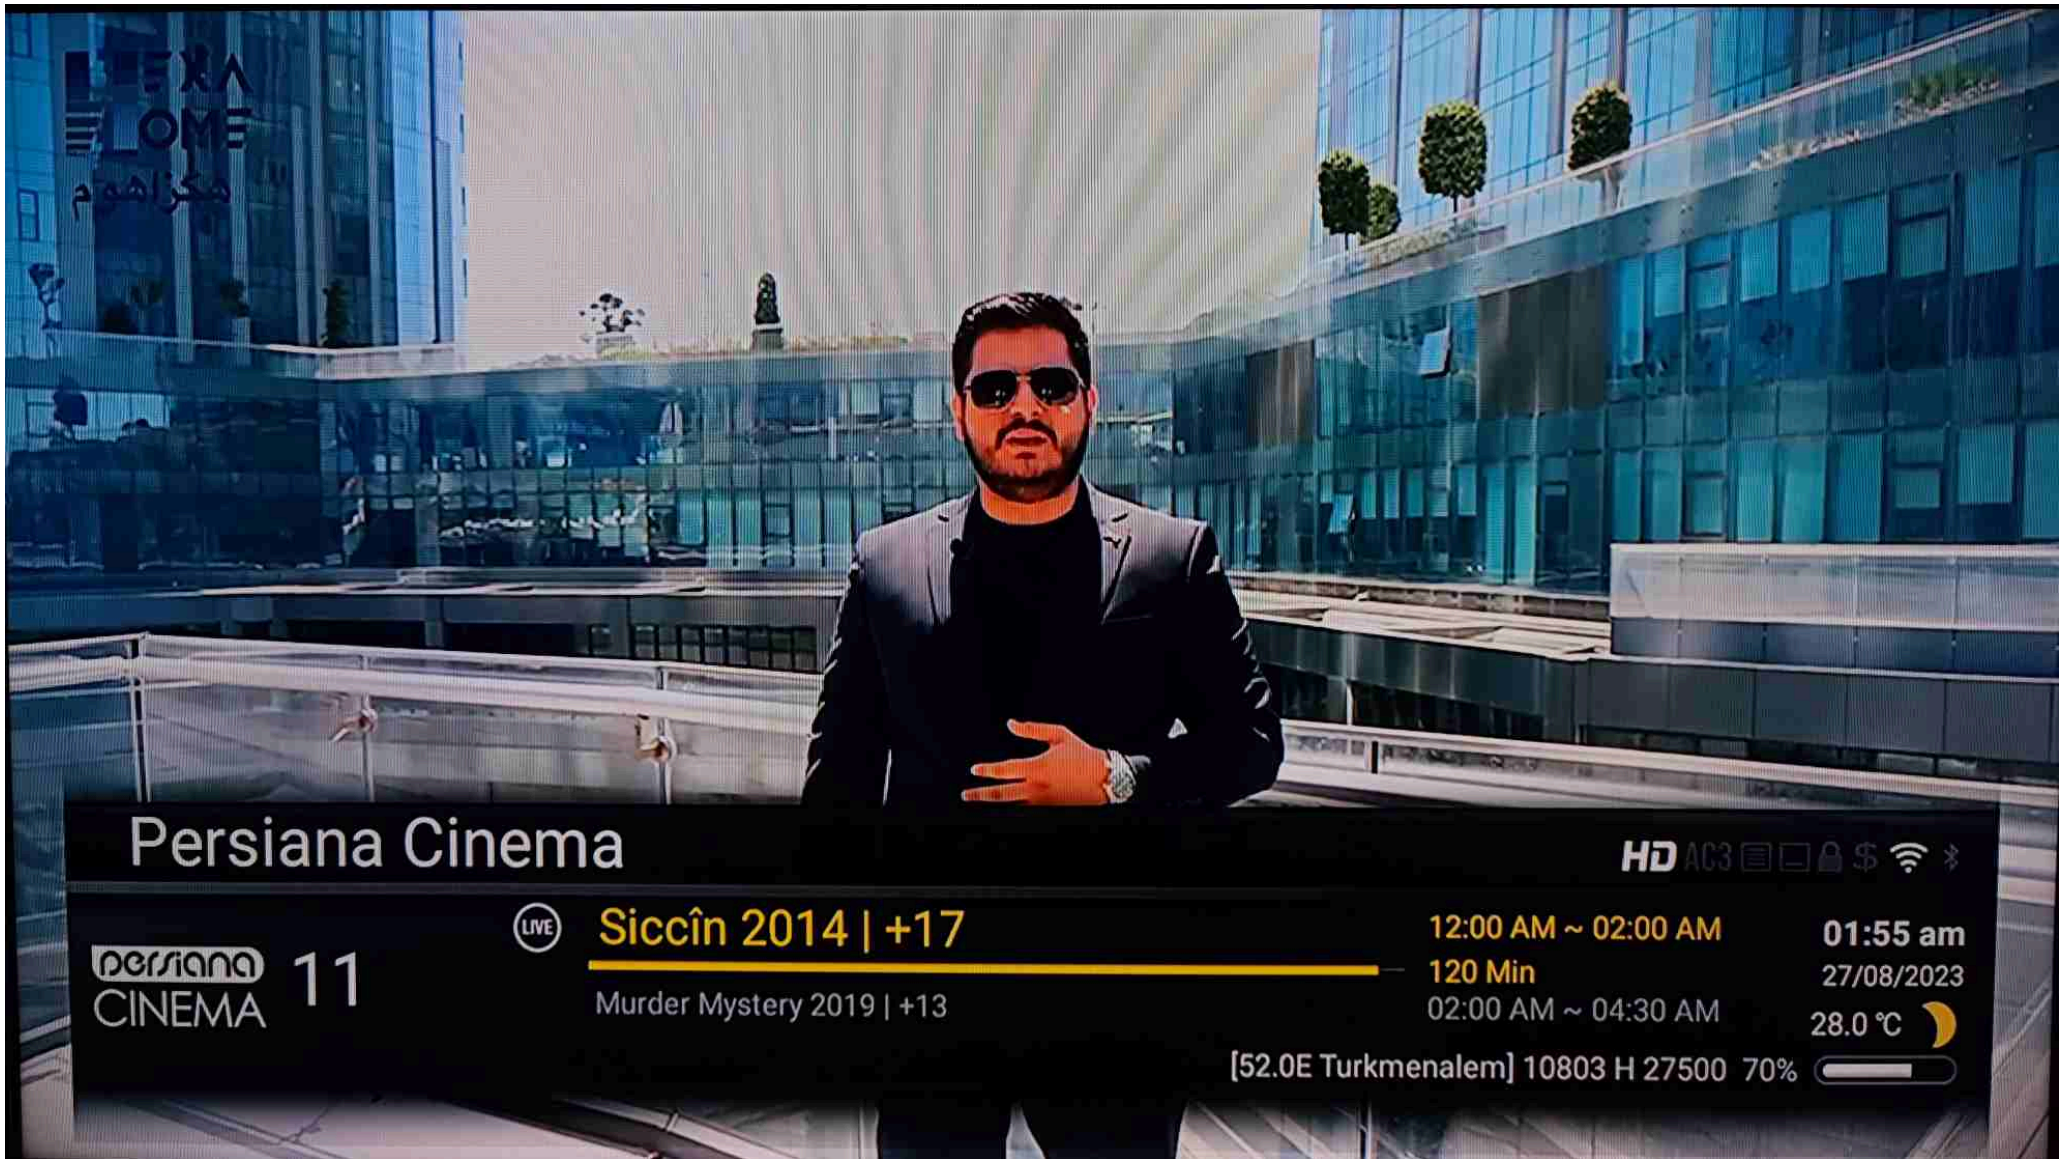 HEXA
HOME
هگزاهوم
Persiana Cinema
HD AC3 $
LIVE
Siccîn 2014 | +17
12:00 AM ~ 02:00 AM
01:55 am
persiana
CINEMA
11
120 Min
27/08/2023
Murder Mystery 2019 | +13
02:00 AM ~ 04:30 AM
28.0 °C
[52.0E Turkmenalem] 10803 H 27500 70%